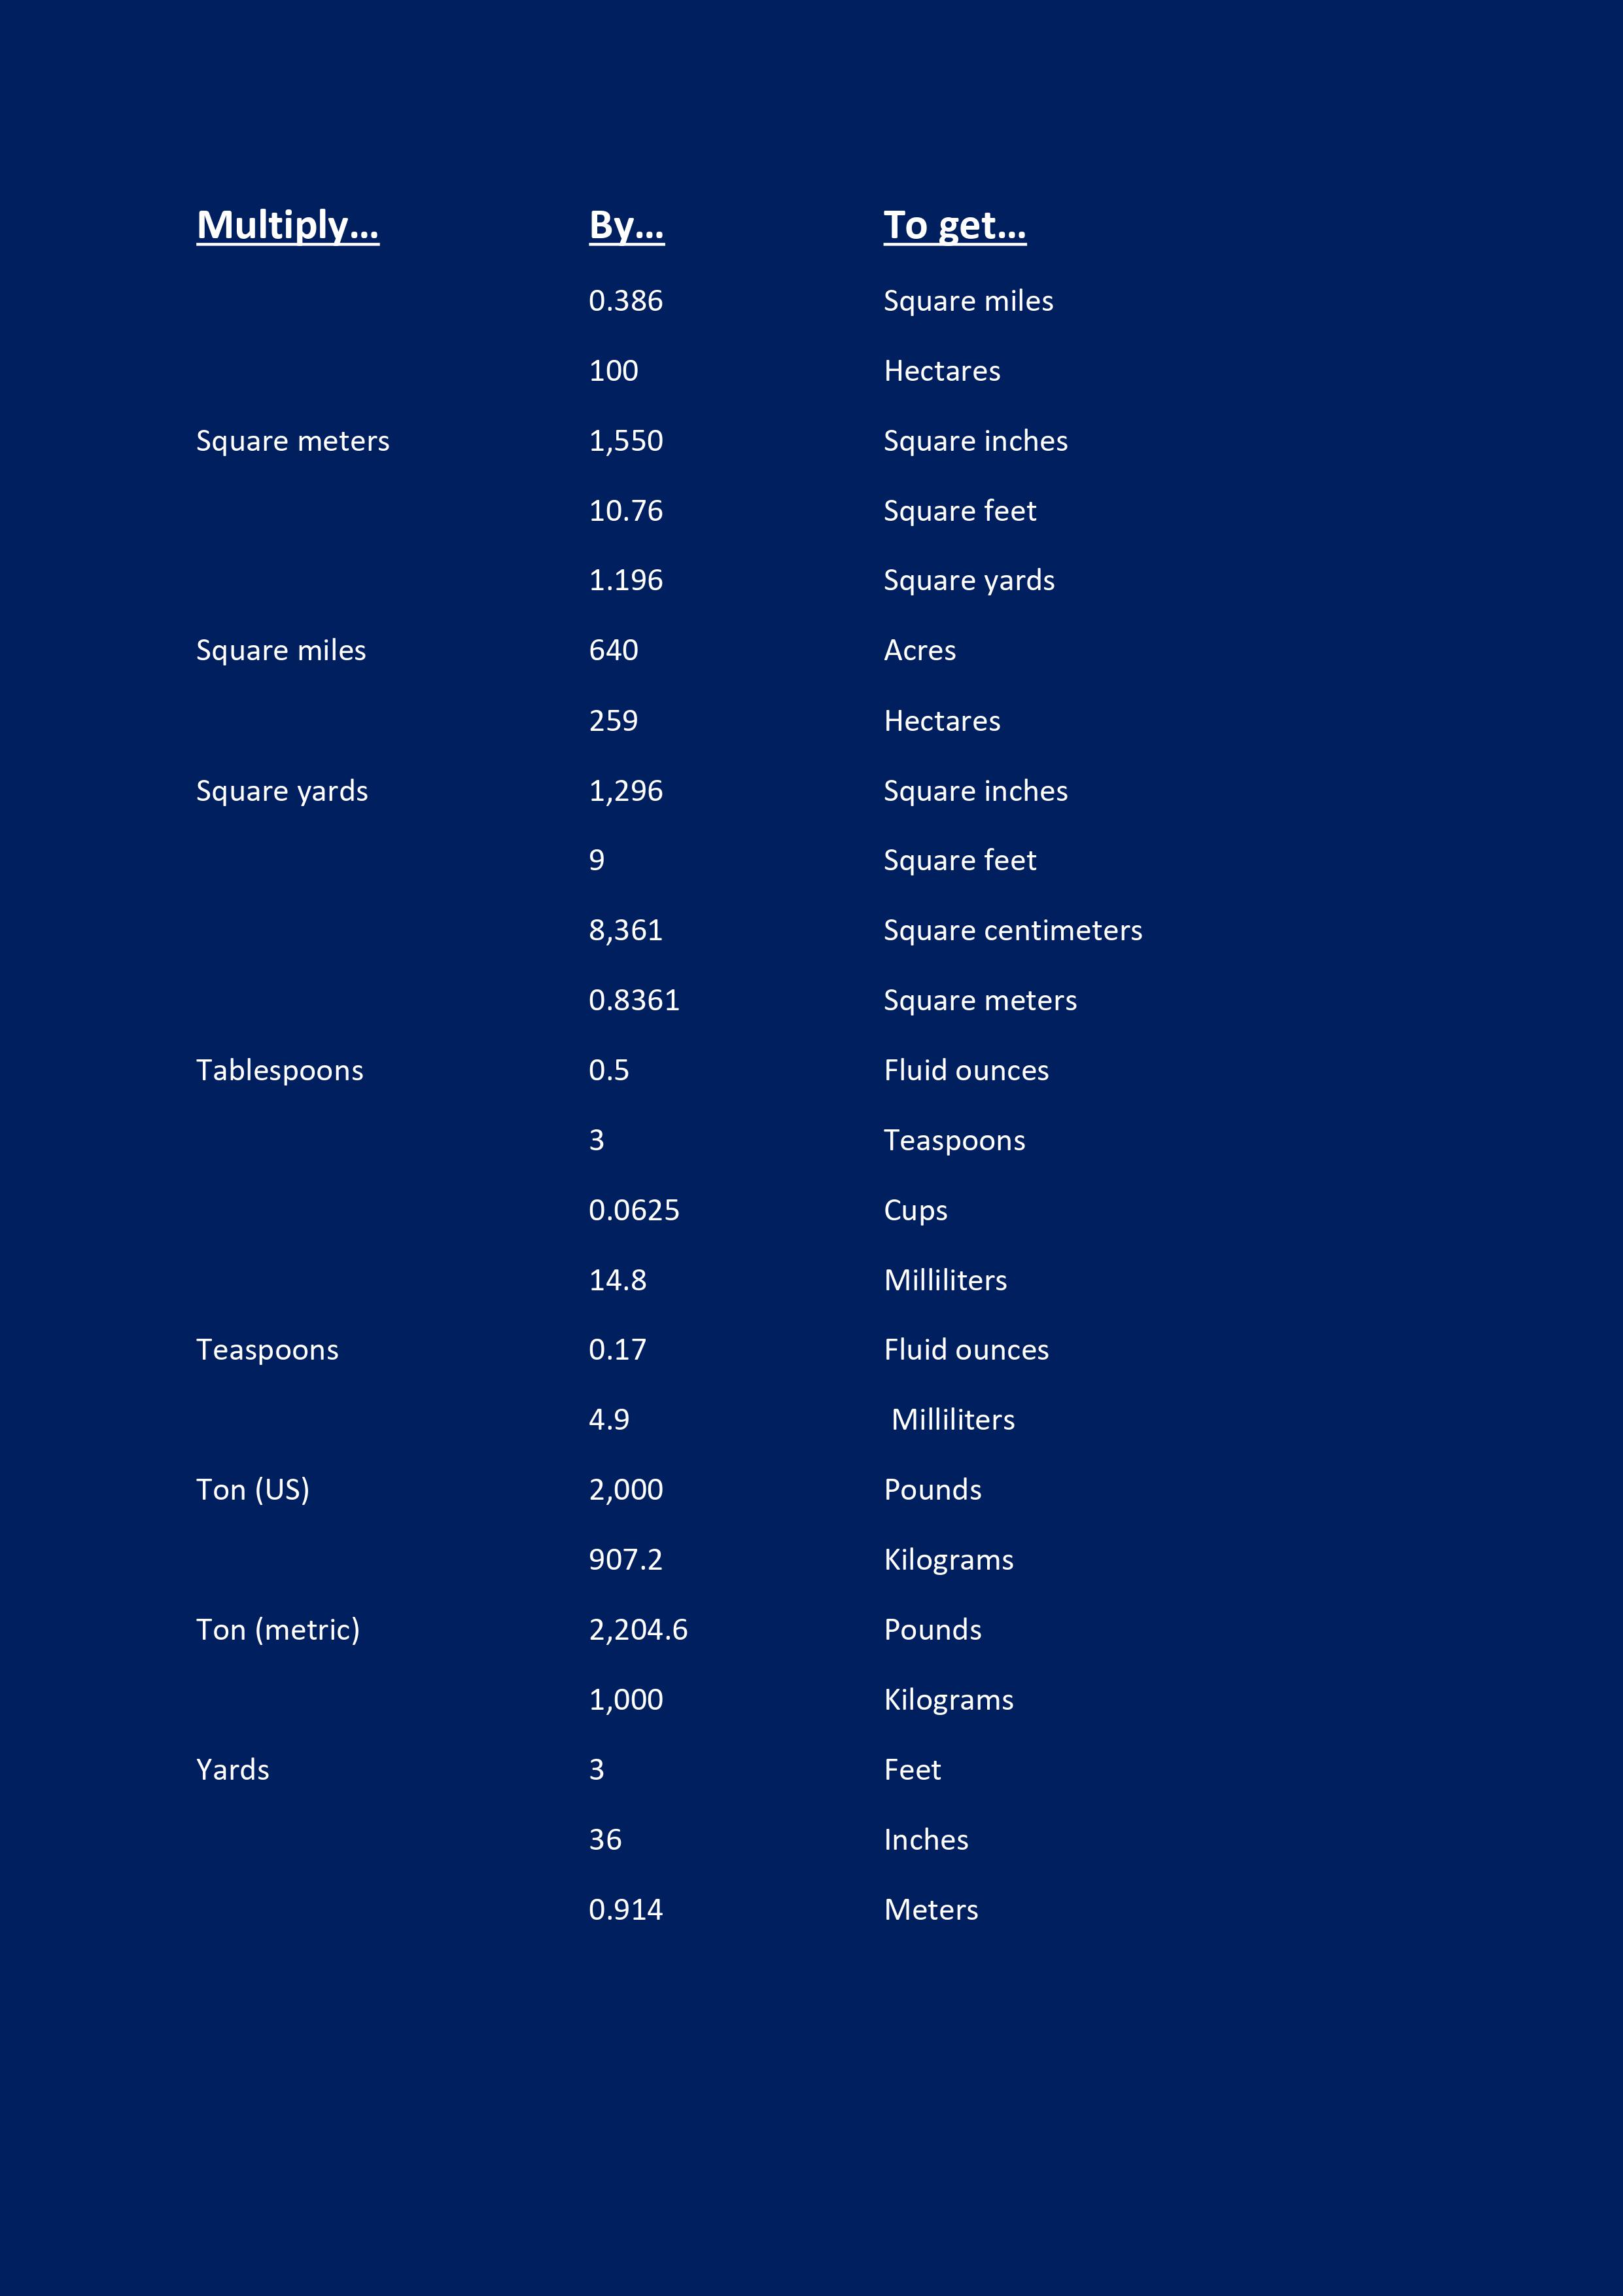 Multiply... By... To get...
0.386 Square miles
100 Hectares
Square meters 1,550 Square inches
10.76 Square feet
1.196 Square yards
Square miles 640 Acres
259 Hectares
Square yards 1,296 Square inches
9 Square feet
8,361 Square centimeters
0.8361 Square meters
Tablespoons 0.5 Fluid ounces
3 Teaspoons
0.0625 Cups
14.8 Milliliters
Teaspoons 0.17 Fluid ounces
4.9 Milliliters
Ton (US) 2,000 Pounds
907.2 Kilograms
Ton (metric) 2,204.6 Pounds
1,000 Kilograms
Yards 3 Feet
36 Inches
0.914 Meters